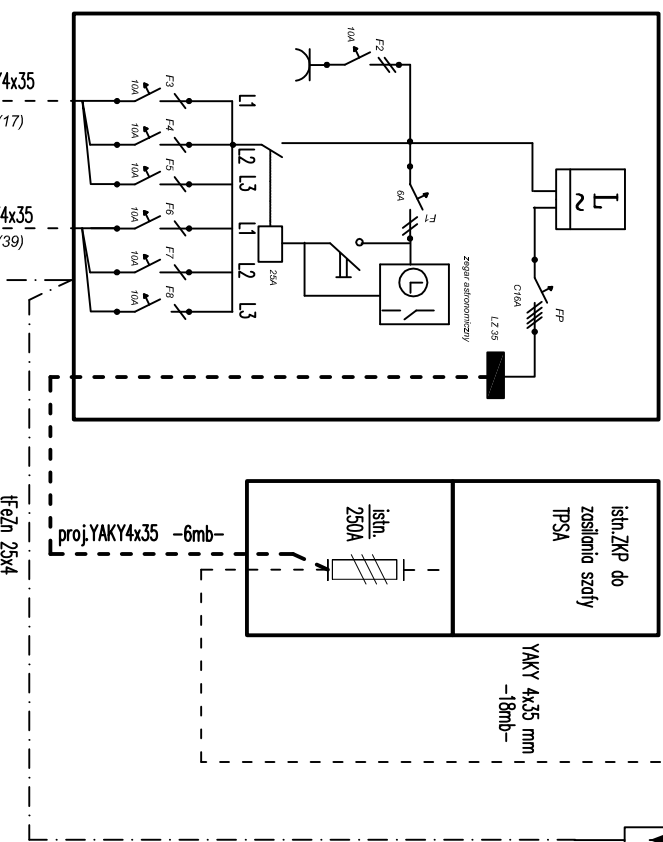 4x35
(17)
4x35
(39)
10A
F2
10A
F3
L1
10A
F4
L2
10A
F5
L3
10A
F6
L1
10A
F7
L2
10A
F8
L3
6A
F1
25A
zegar astronomiczny
L
~
C16A
FP
LZ 35
proj.YAKY4x35 -6mb-
istn.
250A
istn.ZKP do
zasilania szafy
TPSA
YAKY 4x35 mm
-18mb-
tFeZn 25x4